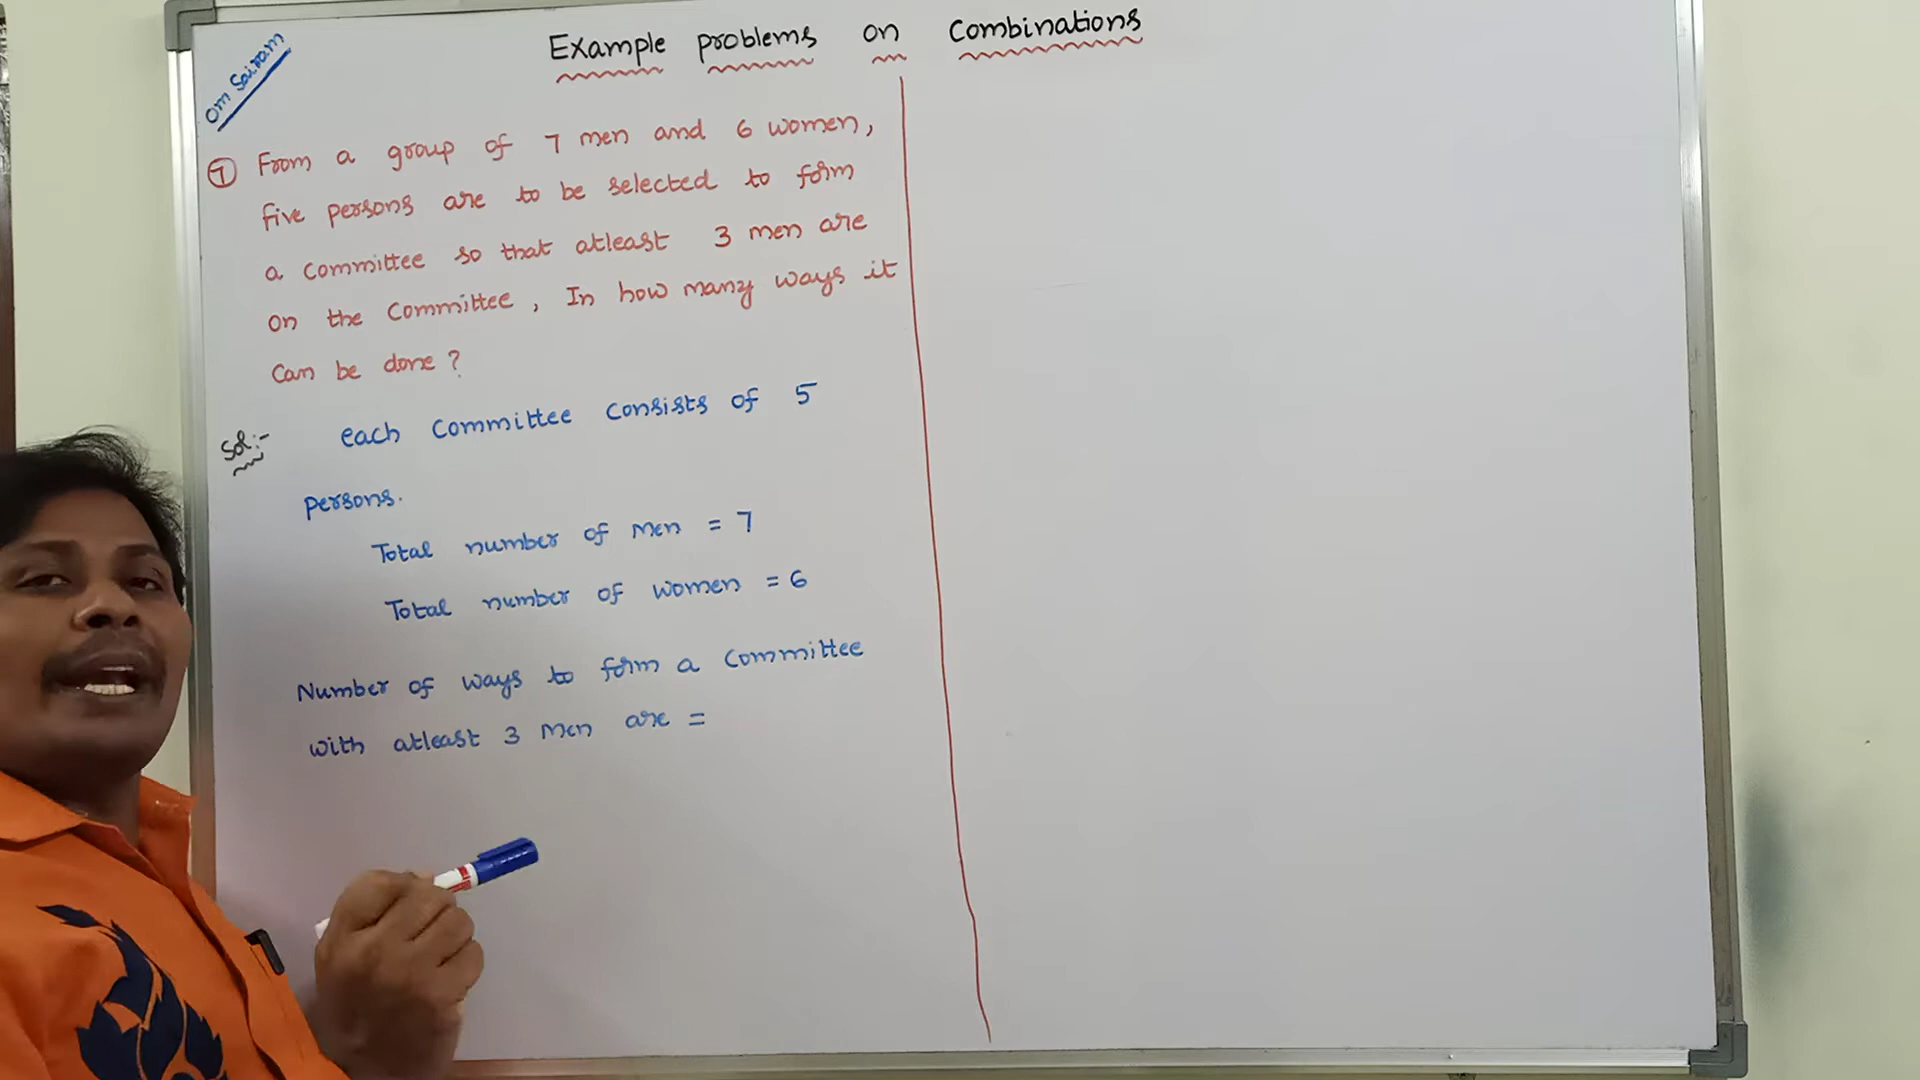 Om Sairam
Example problems on Combinations
7 From a group of 7 men and 6 women,
five persons are to be selected to form
a committee so that atleast 3 men are
on the committee, In how many ways it
can be done?
Sol:- each committee consists of 5
persons.
Total number of men = 7
Total number of women = 6
Number of ways to form a committee
with atleast 3 men are =